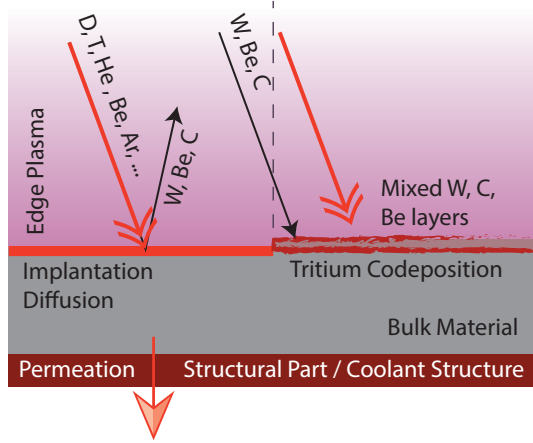 D, T, He , Be, Ar, ...
W, Be, C
W, Be, C
Edge Plasma
Mixed W, C,
Be layers
Implantation
Diffusion
Tritium Codeposition
Bulk Material
Permeation
Structural Part / Coolant Structure